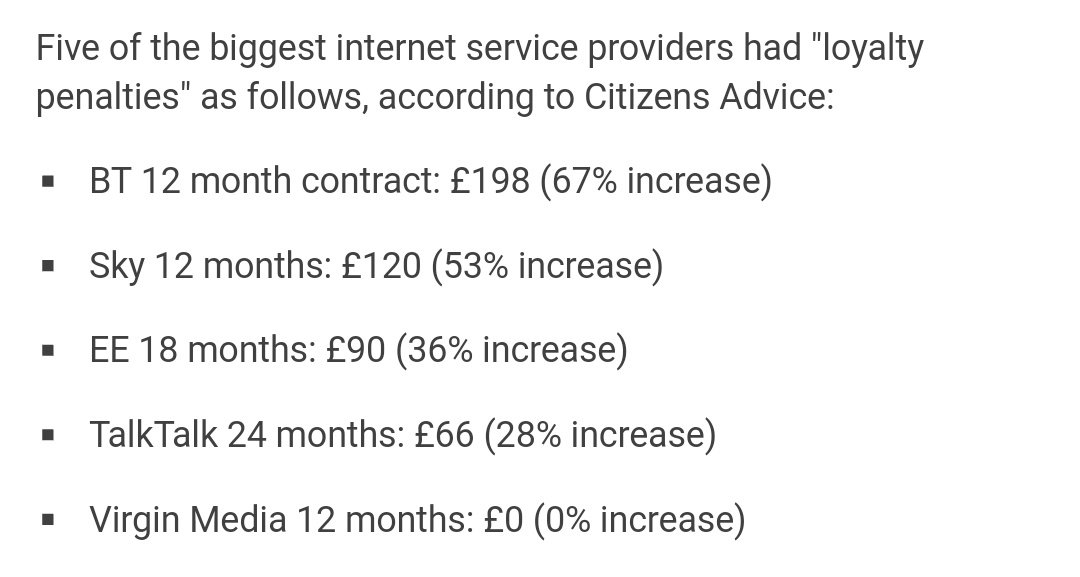 Five of the biggest internet service providers had "loyalty
penalties" as follows, according to Citizens Advice:
▪ BT 12 month contract: £198 (67% increase)
▪ Sky 12 months: £120 (53% increase)
▪ EE 18 months: £90 (36% increase)
▪ TalkTalk 24 months: £66 (28% increase)
▪ Virgin Media 12 months: £0 (0% increase)